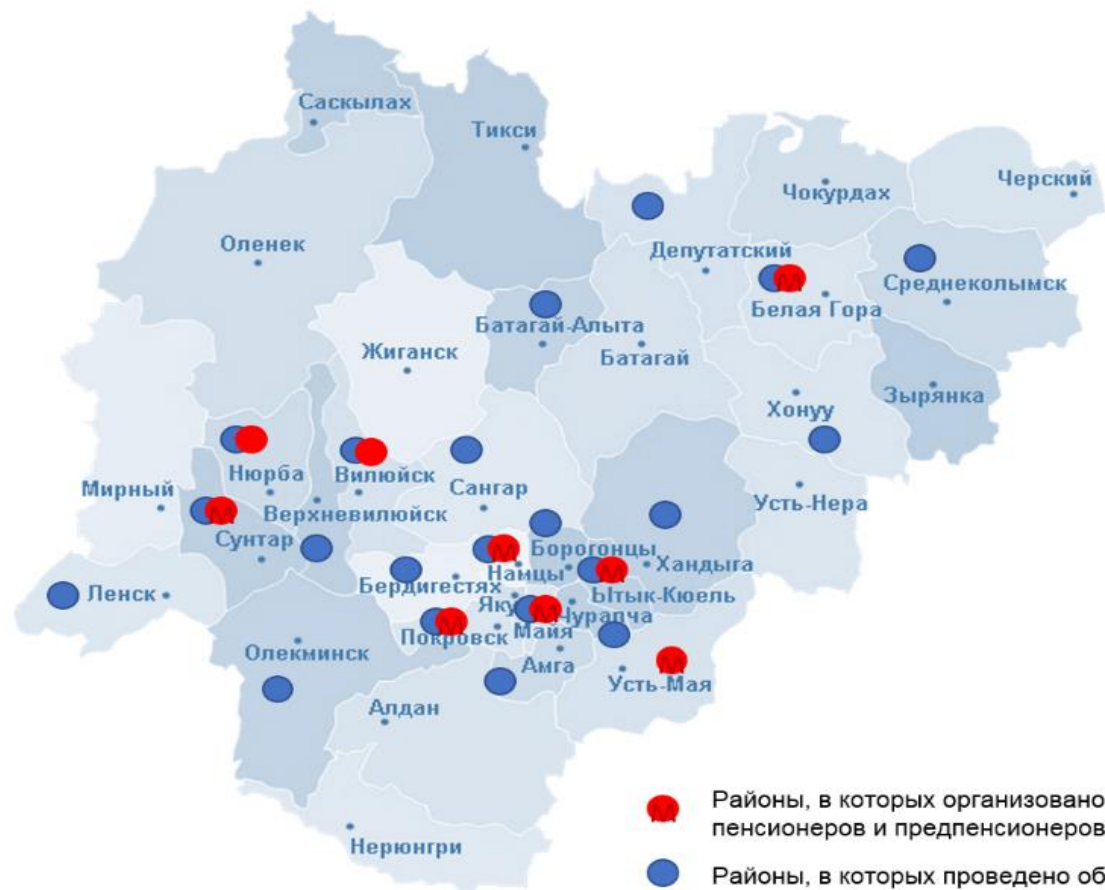 Саскылах
Тикси
Чокурдах
Черский
Оленек
Депутатский
Среднеколымск
Белая Гора
Батагай-Алыта
Жиганск
Батагай
Зырянка
Хонуу
Нюрба
Вилюйск
Мирный
Сангар
Усть-Нера
Верхневилюйск
Сунтар
Борогонцы
Хандыга
Намцы
Бердигестях
Ытык-Кюель
Ленск
Яку
Чурапча
Майя
Покровск
Олекминск
Амга
Усть-Мая
Алдан
Нерюнгри
Районы, в которых организовано
пенсионеров и предпенсионеров
Районы, в которых проведено об